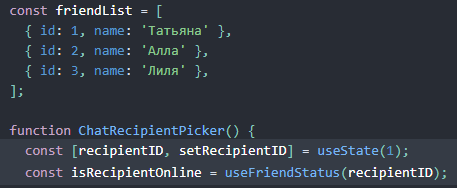 const friendList = [
  { id: 1, name: 'Татьяна' },
  { id: 2, name: 'Алла' },
  { id: 3, name: 'Лиля' },
];

function ChatRecipientPicker() {
  const [recipientID, setRecipientID] = useState(1);
  const isRecipientOnline = useFriendStatus(recipientID);